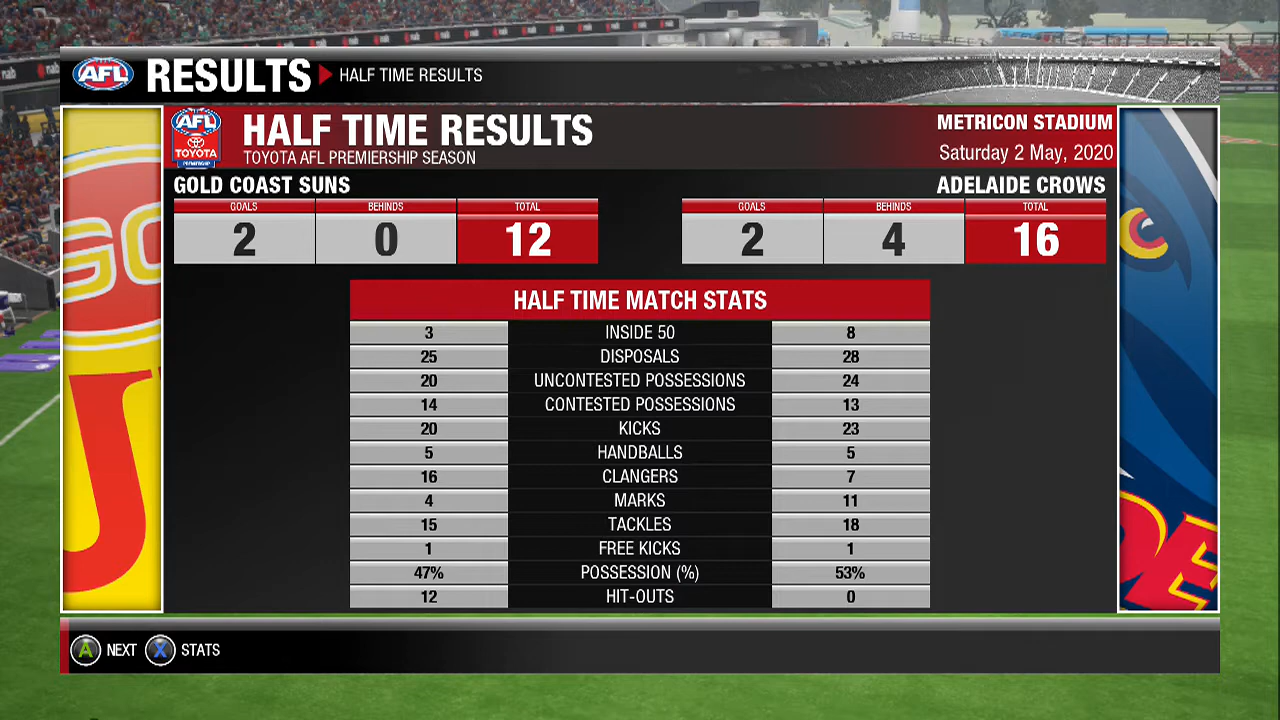 AFL RESULTS HALF TIME RESULTS
AFL
TOYOTA
PREMIERSHIP
HALF TIME RESULTS
TOYOTA AFL PREMIERSHIP SEASON
METRICON STADIUM
Saturday 2 May, 2020
GOLD COAST SUNS
ADELAIDE CROWS
GOALS BEHINDS TOTAL GOALS BEHINDS TOTAL
2 0 12 2 4 16
HALF TIME MATCH STATS
3 INSIDE 50 8
25 DISPOSALS 28
20 UNCONTESTED POSSESSIONS 24
14 CONTESTED POSSESSIONS 13
20 KICKS 23
5 HANDBALLS 5
16 CLANGERS 7
4 MARKS 11
15 TACKLES 18
1 FREE KICKS 1
47% POSSESSION (%) 53%
12 HIT-OUTS 0
A NEXT X STATS
nab